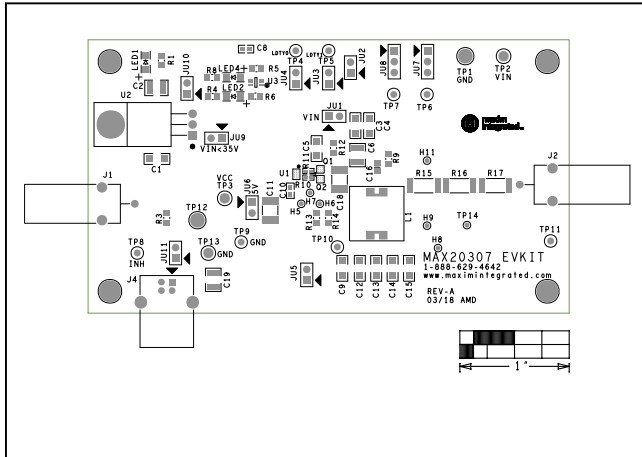 LED1
R1
JU10
C8
LED4
R8
R5
U3
R4
LED2
R6
C2
U2
LDTY0
TP4
LDTY1
TP5
JU2
JU4
JU3
JU8
JU7
TP1
GND
TP2
VIN
TP7
TP6
maxim
integrated™
VIN
JU1
C3
C4
JU9
VIN<35V
C1
C5
R12
C6
R11
Q1
U1
R10
Q2
C16
R9
H11
R15
R16
R17
J2
J1
VCC
TP3
JU6
5V
C11
C10
H7
H5
H6
C18
L1
R3
TP12
R13
R14
H9
TP14
H8
TP8
INH
JU11
TP13
GND
TP9
GND
TP10
TP11
J4
C19
JU5
C9
C12
C13
C14
C15
MAX20307 EVKIT
1-888-629-4642
www.maximintegrated.com
REV-A
03/18 AMD
1"